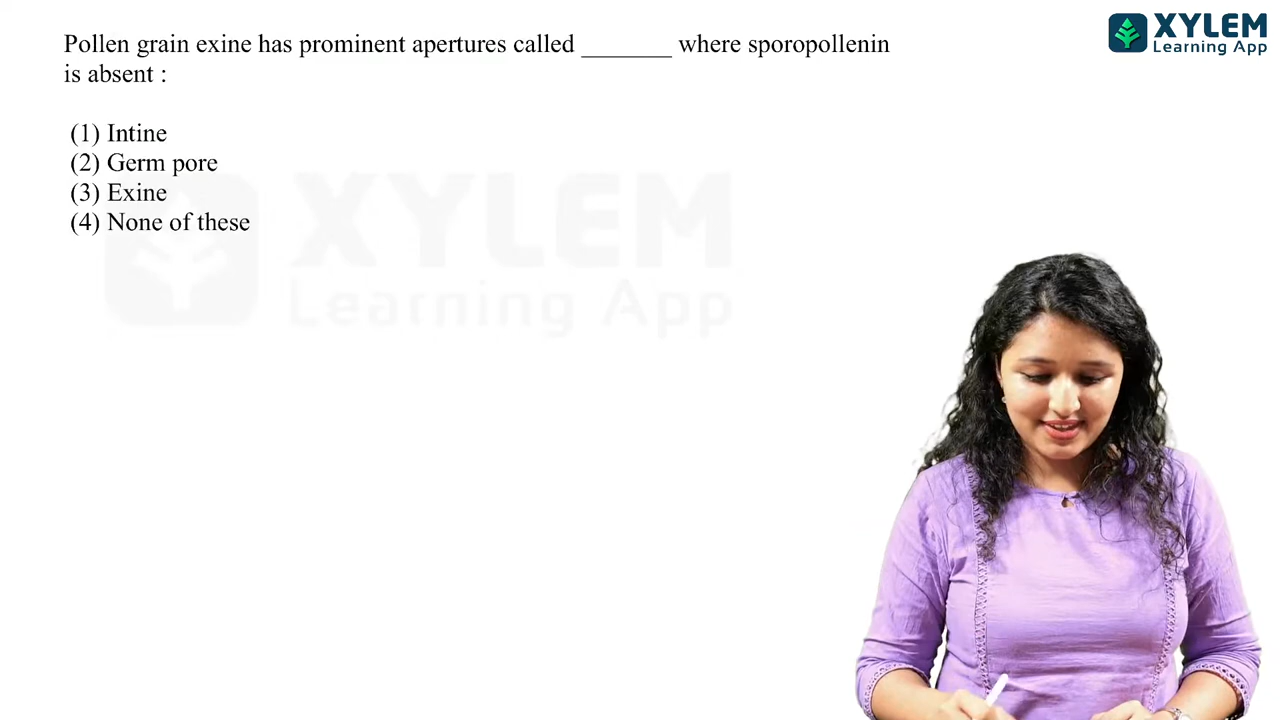 Pollen grain exine has prominent apertures called _______ where sporopollenin
is absent :
(1) Intine
(2) Germ pore
(3) Exine
(4) None of these
XYLEM
Learning App
XYLEM
Learning App